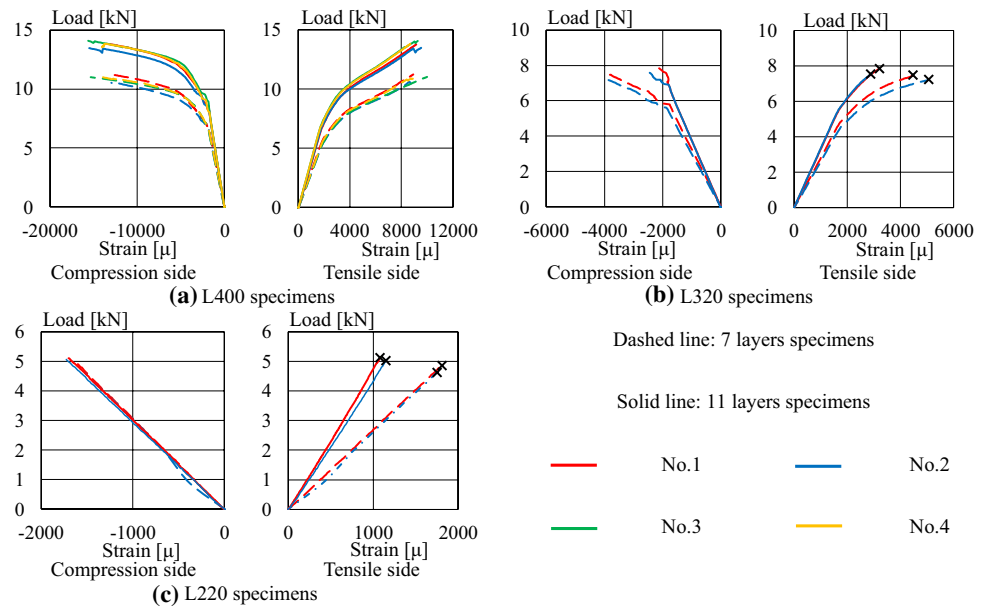 Load [kN]
15
10
5
0
-20000 -10000 0
Strain [μ]
Compression side
Load [kN]
15
10
5
0
0 4000 8000 12000
Strain [μ]
Tensile side
(a) L400 specimens
Load [kN]
8
6
4
2
0
-6000 -4000 -2000 0
Strain [μ]
Compression side
Load [kN]
10
8
6
4
2
0
0 2000 4000 6000
Strain [μ]
Tensile side
(b) L320 specimens
Load [kN]
6
5
4
3
2
1
0
-2000 -1000 0
Strain [μ]
Compression side
Load [kN]
6
5
4
3
2
1
0
0 1000 2000
Strain [μ]
Tensile side
(c) L220 specimens
Dashed line: 7 layers specimens
Solid line: 11 layers specimens
No.1 No.2
No.3 No.4